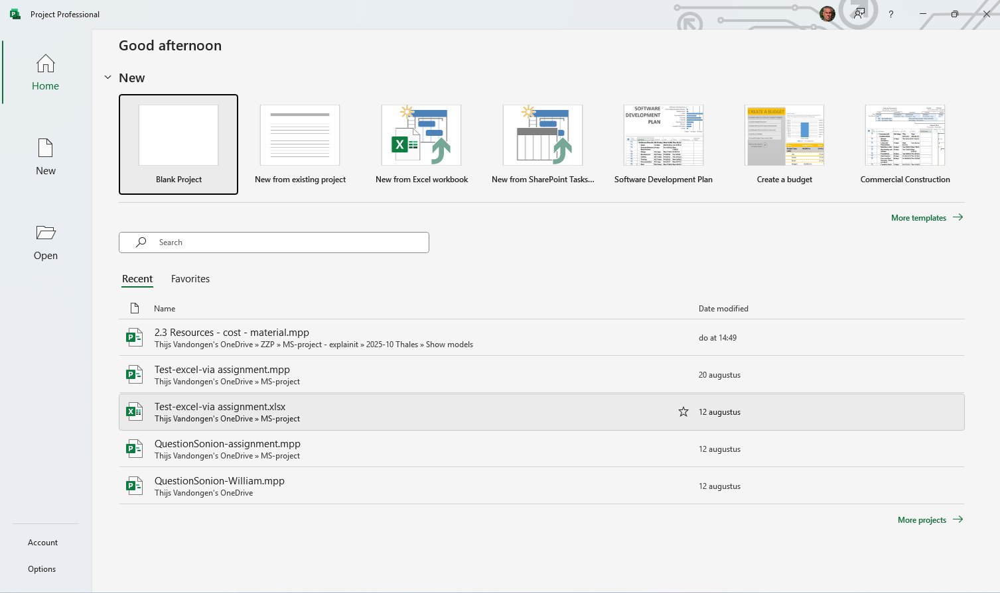 Project Professional
?
Good afternoon
New
Home
New
Open
Account
Options
SOFTWARE
DEVELOPMENT
PLAN
CREATE A BUDGET
Blank Project
New from existing project
New from Excel workbook
New from SharePoint Tasks...
Software Development Plan
Create a budget
Commercial Construction
More templates
Search
Recent Favorites
Name Date modified
2.3 Resources - cost - material.mpp
Thijs Vandongen's OneDrive » ZZP » MS-project - explainit » 2025-10 Thales » Show models
do at 14:49
Test-excel-via assignment.mpp
Thijs Vandongen's OneDrive » MS-project
20 augustus
Test-excel-via assignment.xlsx
Thijs Vandongen's OneDrive » MS-project
12 augustus
QuestionSonion-assignment.mpp
Thijs Vandongen's OneDrive » MS-project
12 augustus
QuestionSonion-William.mpp
Thijs Vandongen's OneDrive
12 augustus
More projects